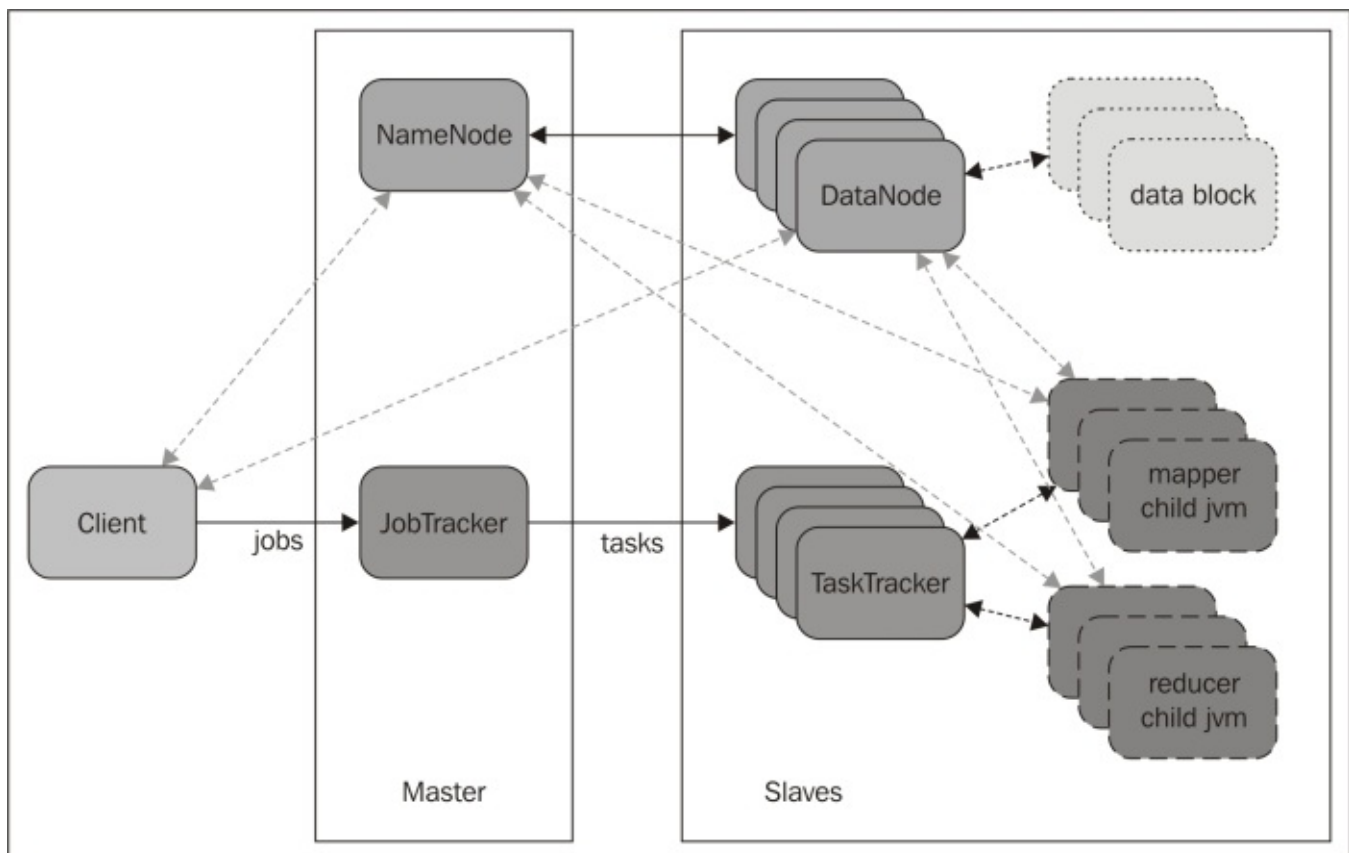 NameNode
DataNode
data block
Client
jobs
JobTracker
tasks
TaskTracker
mapper
child jvm
reducer
child jvm
Master
Slaves